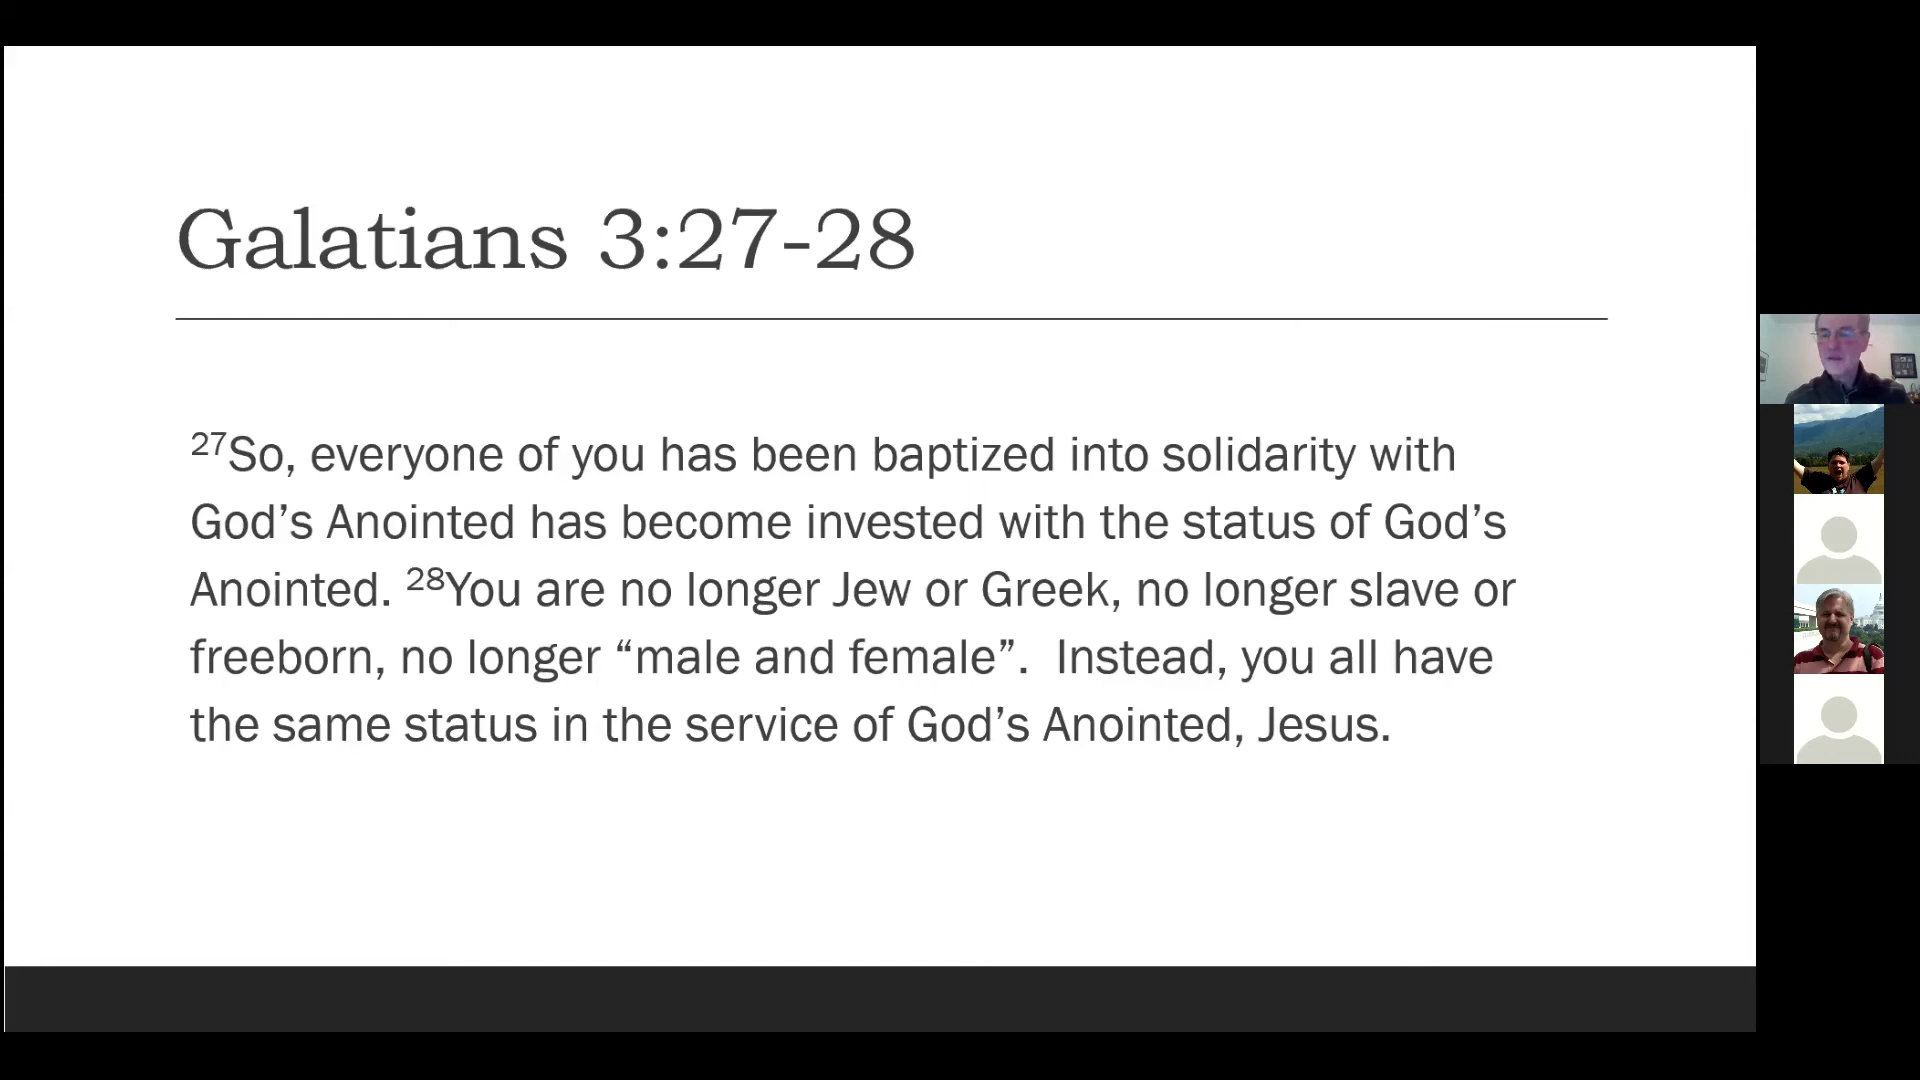 Galatians 3:27-28
27So, everyone of you has been baptized into solidarity with
God’s Anointed has become invested with the status of God’s
Anointed. 28You are no longer Jew or Greek, no longer slave or
freeborn, no longer “male and female”.  Instead, you all have
the same status in the service of God’s Anointed, Jesus.